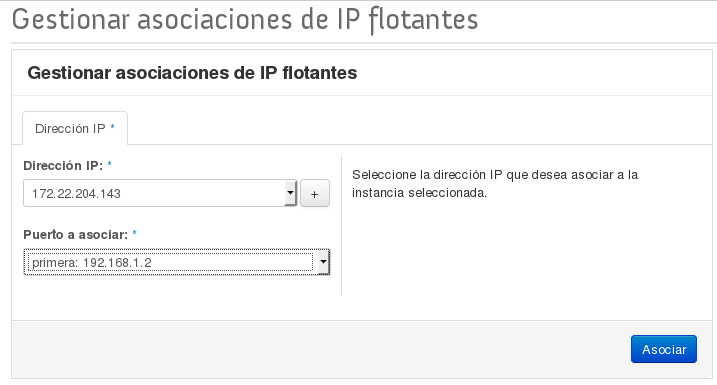 Gestionar asociaciones de IP flotantes
Gestionar asociaciones de IP flotantes
Dirección IP *
Dirección IP: *
172.22.204.143
+
Puerto a asociar: *
primera: 192.168.1.2
Seleccione la dirección IP que desea asociar a la
instancia seleccionada.
Asociar